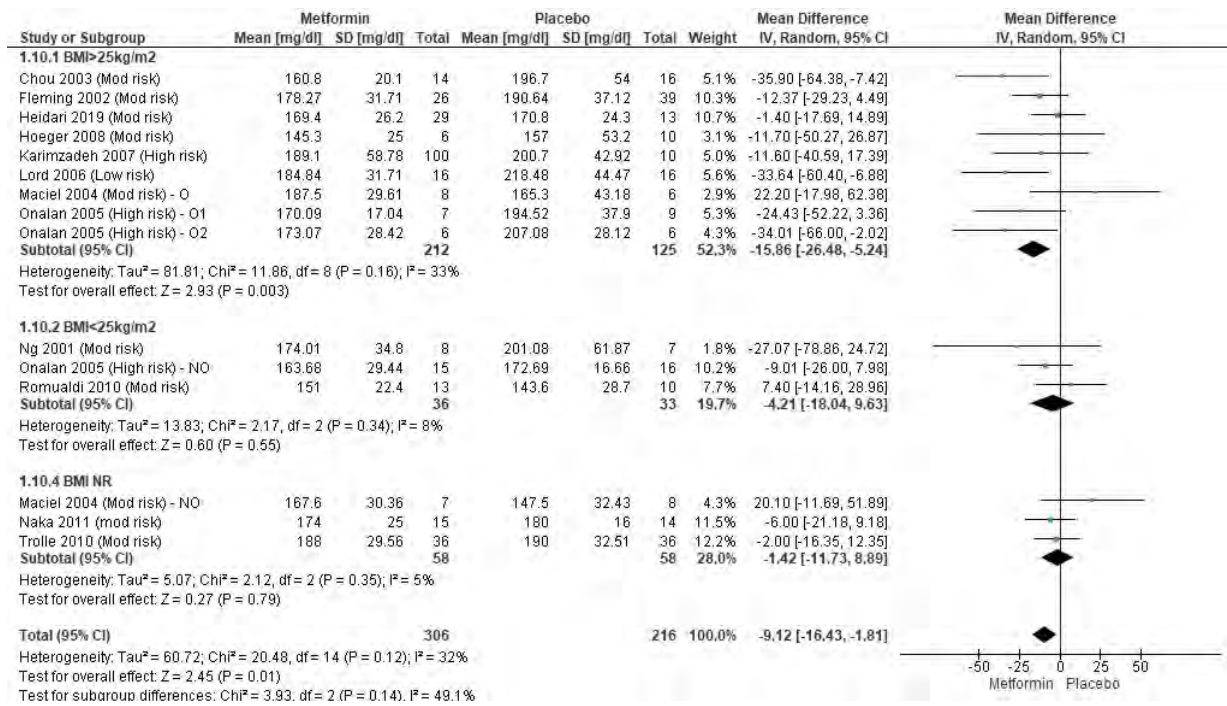 Metformin Placebo Mean Difference Mean Difference
Study or Subgroup Mean [mg/dl] SD [mg/dl] Total Mean [mg/dl] SD [mg/dl] Total Weight IV, Random, 95% CI IV, Random, 95% CI
1.10.1 BMI>25kg/m2
Chou 2003 (Mod risk) 160.8 20.1 14 196.7 54 16 5.1% -35.90 [-64.38, -7.42]
Fleming 2002 (Mod risk) 178.27 31.71 26 190.64 37.12 39 10.3% -12.37 [-29.23, 4.49]
Heidari 2019 (Mod risk) 169.4 26.2 29 170.8 24.3 13 10.7% -1.40 [-17.69, 14.89]
Hoeger 2008 (Mod risk) 145.3 25 6 157 53.2 10 3.1% -11.70 [-50.27, 26.87]
Karimzadeh 2007 (High risk) 189.1 58.78 100 200.7 42.92 10 5.0% -11.60 [-40.59, 17.39]
Lord 2006 (Low risk) 184.84 31.71 16 218.48 44.47 16 5.6% -33.64 [-60.40, -6.88]
Maciel 2004 (Mod risk) - O 187.5 29.61 8 165.3 43.18 6 2.9% 22.20 [-17.98, 62.38]
Onalan 2005 (High risk) - O1 170.09 17.04 7 194.52 37.9 9 5.3% -24.43 [-52.22, 3.36]
Onalan 2005 (High risk) - O2 173.07 28.42 6 207.08 28.12 6 4.2% -34.01 [-66.00, -2.02]
Subtotal (95% CI) 212 125 52.3% -15.86 [-26.48, -5.24]
Heterogeneity: Tau² = 81.81; Chi² = 11.86, df = 8 (P = 0.16); I² = 33%
Test for overall effect: Z = 2.93 (P = 0.003)
1.10.2 BMI<25kg/m2
Ng 2001 (Mod risk) 174.01 34.8 8 201.08 61.87 7 1.8% -27.07 [-78.86, 24.72]
Onalan 2005 (High risk) - NO 163.68 29.44 15 172.69 16.66 16 10.2% -9.01 [-26.00, 7.98]
Romualdi 2010 (Mod risk) 151 22.4 13 143.6 28.7 10 7.7% 7.40 [-14.16, 28.96]
Subtotal (95% CI) 36 33 19.7% -4.21 [-18.04, 9.63]
Heterogeneity: Tau² = 13.83; Chi² = 2.17, df = 2 (P = 0.34); I² = 8%
Test for overall effect: Z = 0.60 (P = 0.55)
1.10.4 BMI NR
Maciel 2004 (Mod risk) - NO 167.6 30.36 7 147.5 32.43 8 4.3% 20.10 [-11.69, 51.89]
Naka 2011 (mod risk) 174 25 15 180 16 14 11.5% -6.00 [-21.18, 9.18]
Trolle 2010 (Mod risk) 188 29.56 36 190 32.51 36 12.2% -2.00 [-16.35, 12.35]
Subtotal (95% CI) 58 58 28.0% -1.42 [-11.73, 8.89]
Heterogeneity: Tau² = 5.07; Chi² = 2.12, df = 2 (P = 0.35); I² = 5%
Test for overall effect: Z = 0.27 (P = 0.79)
Total (95% CI) 306 216 100.0% -9.12 [-16.43, -1.81]
Heterogeneity: Tau² = 60.72; Chi² = 20.48, df = 14 (P = 0.12); I² = 32%
Test for overall effect: Z = 2.45 (P = 0.01)
Test for subgroup differences: Chi² = 3.93, df = 2 (P = 0.14), I² = 49.1%
-50 -25 0 25 50
Metformin Placebo